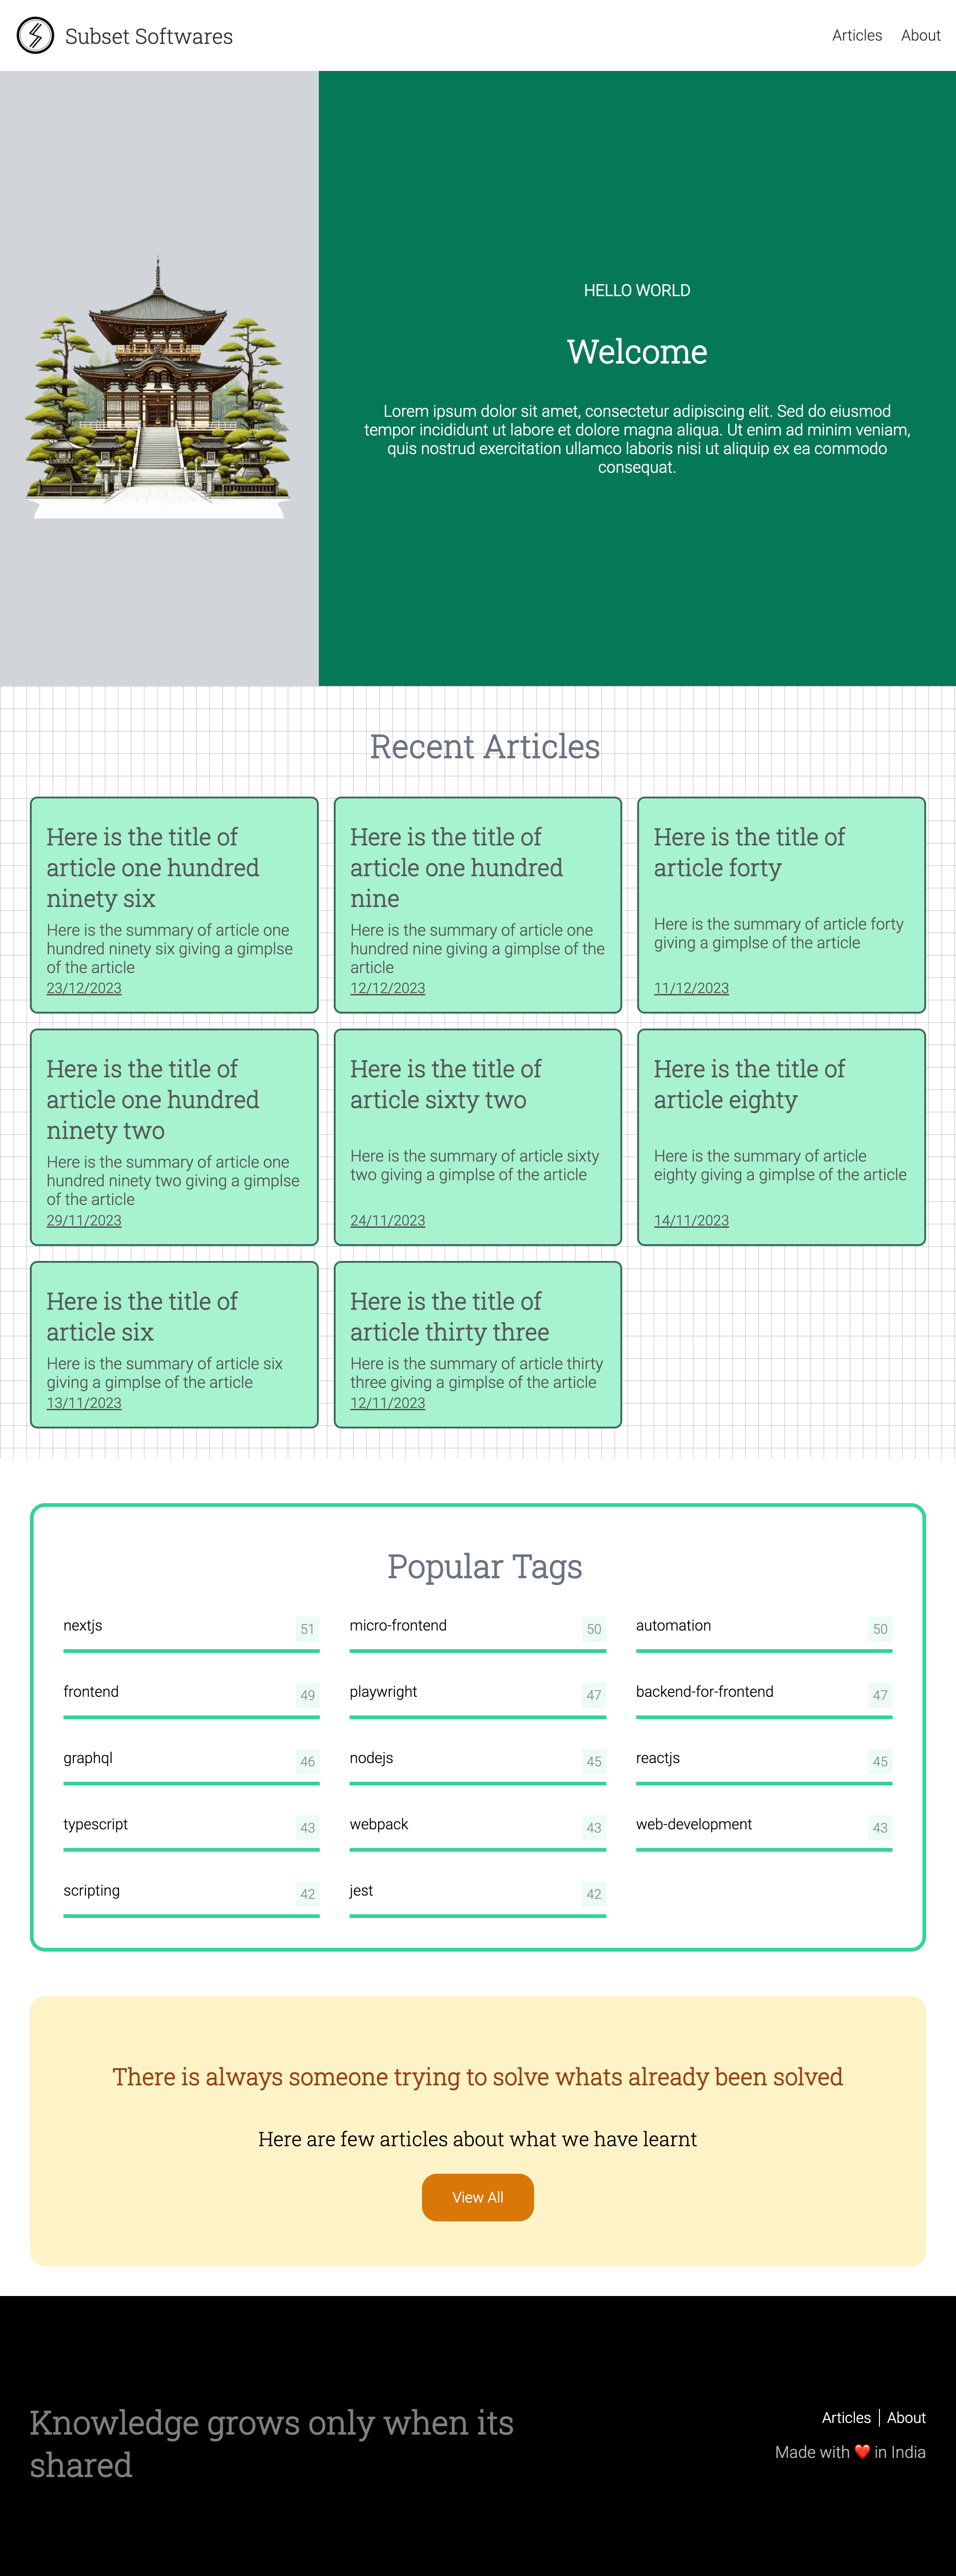 Subset Softwares
Articles
About
HELLO WORLD
Welcome
Lorem ipsum dolor sit amet, consectetur adipiscing elit. Sed do eiusmod
tempor incididunt ut labore et dolore magna aliqua. Ut enim ad minim veniam,
quis nostrud exercitation ullamco laboris nisi ut aliquip ex ea commodo
consequat.
Recent Articles
Here is the title of
article one hundred
ninety six
Here is the summary of article one
hundred ninety six giving a gimplse
of the article
23/12/2023
Here is the title of
article one hundred
nine
Here is the summary of article one
hundred nine giving a gimplse of the
article
12/12/2023
Here is the title of
article forty
Here is the summary of article forty
giving a gimplse of the article
11/12/2023
Here is the title of
article one hundred
ninety two
Here is the summary of article one
hundred ninety two giving a gimplse
of the article
29/11/2023
Here is the title of
article sixty two
Here is the summary of article sixty
two giving a gimplse of the article
24/11/2023
Here is the title of
article eighty
Here is the summary of article
eighty giving a gimplse of the article
14/11/2023
Here is the title of
article six
Here is the summary of article six
giving a gimplse of the article
13/11/2023
Here is the title of
article thirty three
Here is the summary of article thirty
three giving a gimplse of the article
12/11/2023
Popular Tags
nextjs 51
micro-frontend 50
automation 50
frontend 49
playwright 47
backend-for-frontend 47
graphql 46
nodejs 45
reactjs 45
typescript 43
webpack 43
web-development 43
scripting 42
jest 42
There is always someone trying to solve whats already been solved
Here are few articles about what we have learnt
View All
Knowledge grows only when its
shared
Articles | About
Made with ❤️ in India